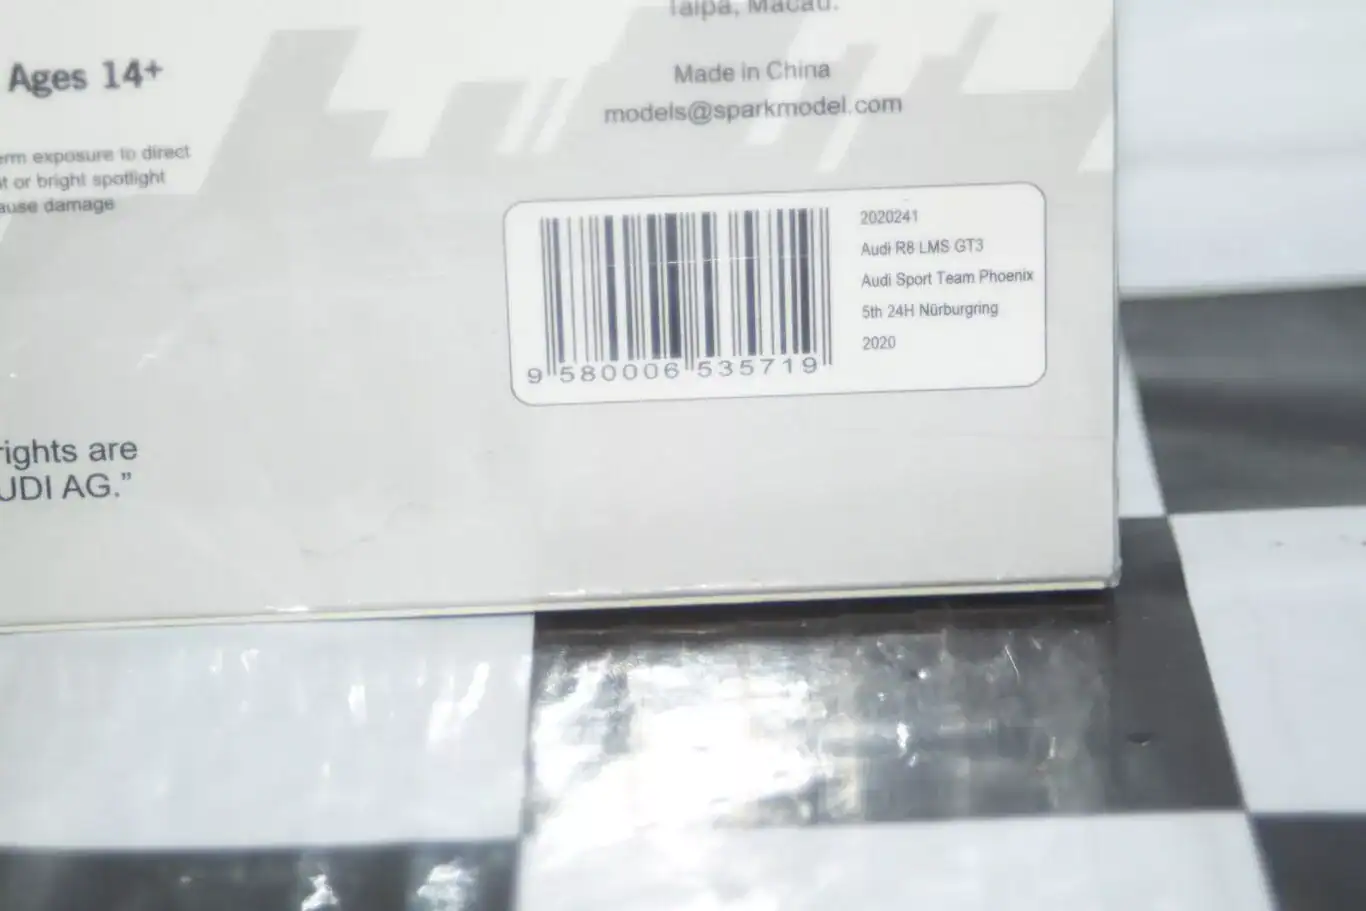 Taipa, Macau.
Ages 14+
Made in China
models@sparkmodel.com
erm exposure to direct
t or bright spotlight
ause damage
2020241
Audi R8 LMS GT3
Audi Sport Team Phoenix
5th 24H Nürburgring
2020
9 580006 535719
rights are
UDI AG.”